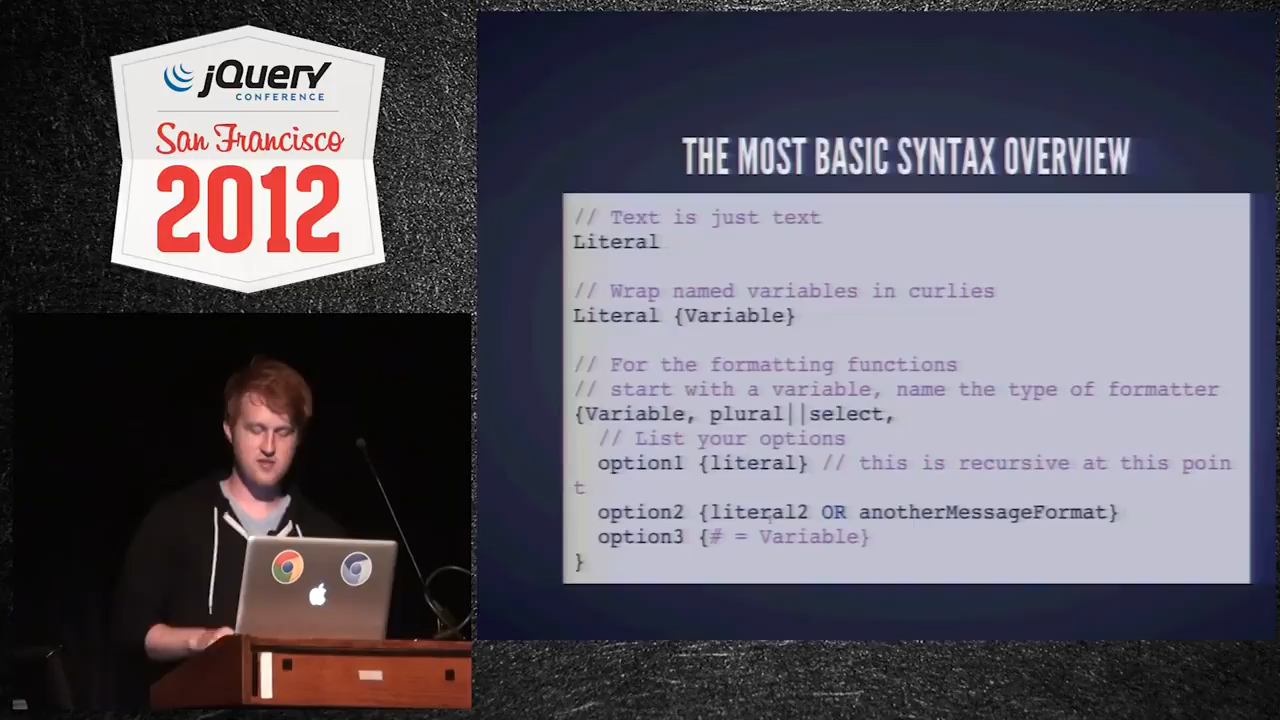 jQuery
CONFERENCE
San Francisco
2012
THE MOST BASIC SYNTAX OVERVIEW
// Text is just text
Literal
// Wrap named variables in curlies
Literal {Variable}
// For the formatting functions
// start with a variable, name the type of formatter
{Variable, plural||select,
// List your options
option1 {literal} // this is recursive at this poin
t
option2 {literal2 OR anotherMessageFormat}
option3 {# = Variable}
}